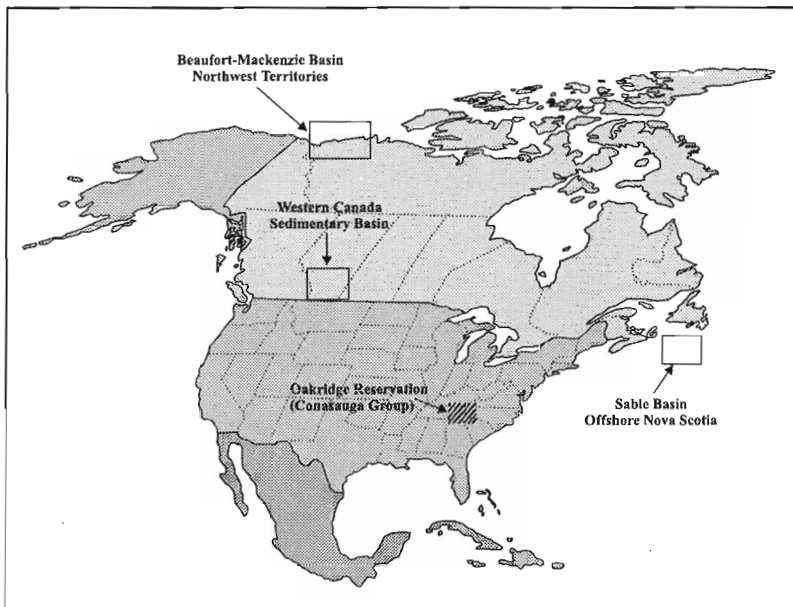 Beaufort-Mackenzie Basin
Northwest Territories
Western Canada
Sedimentary Basin
Oakridge Reservation
(Conasauga Group)
Sable Basin
Offshore Nova Scotia